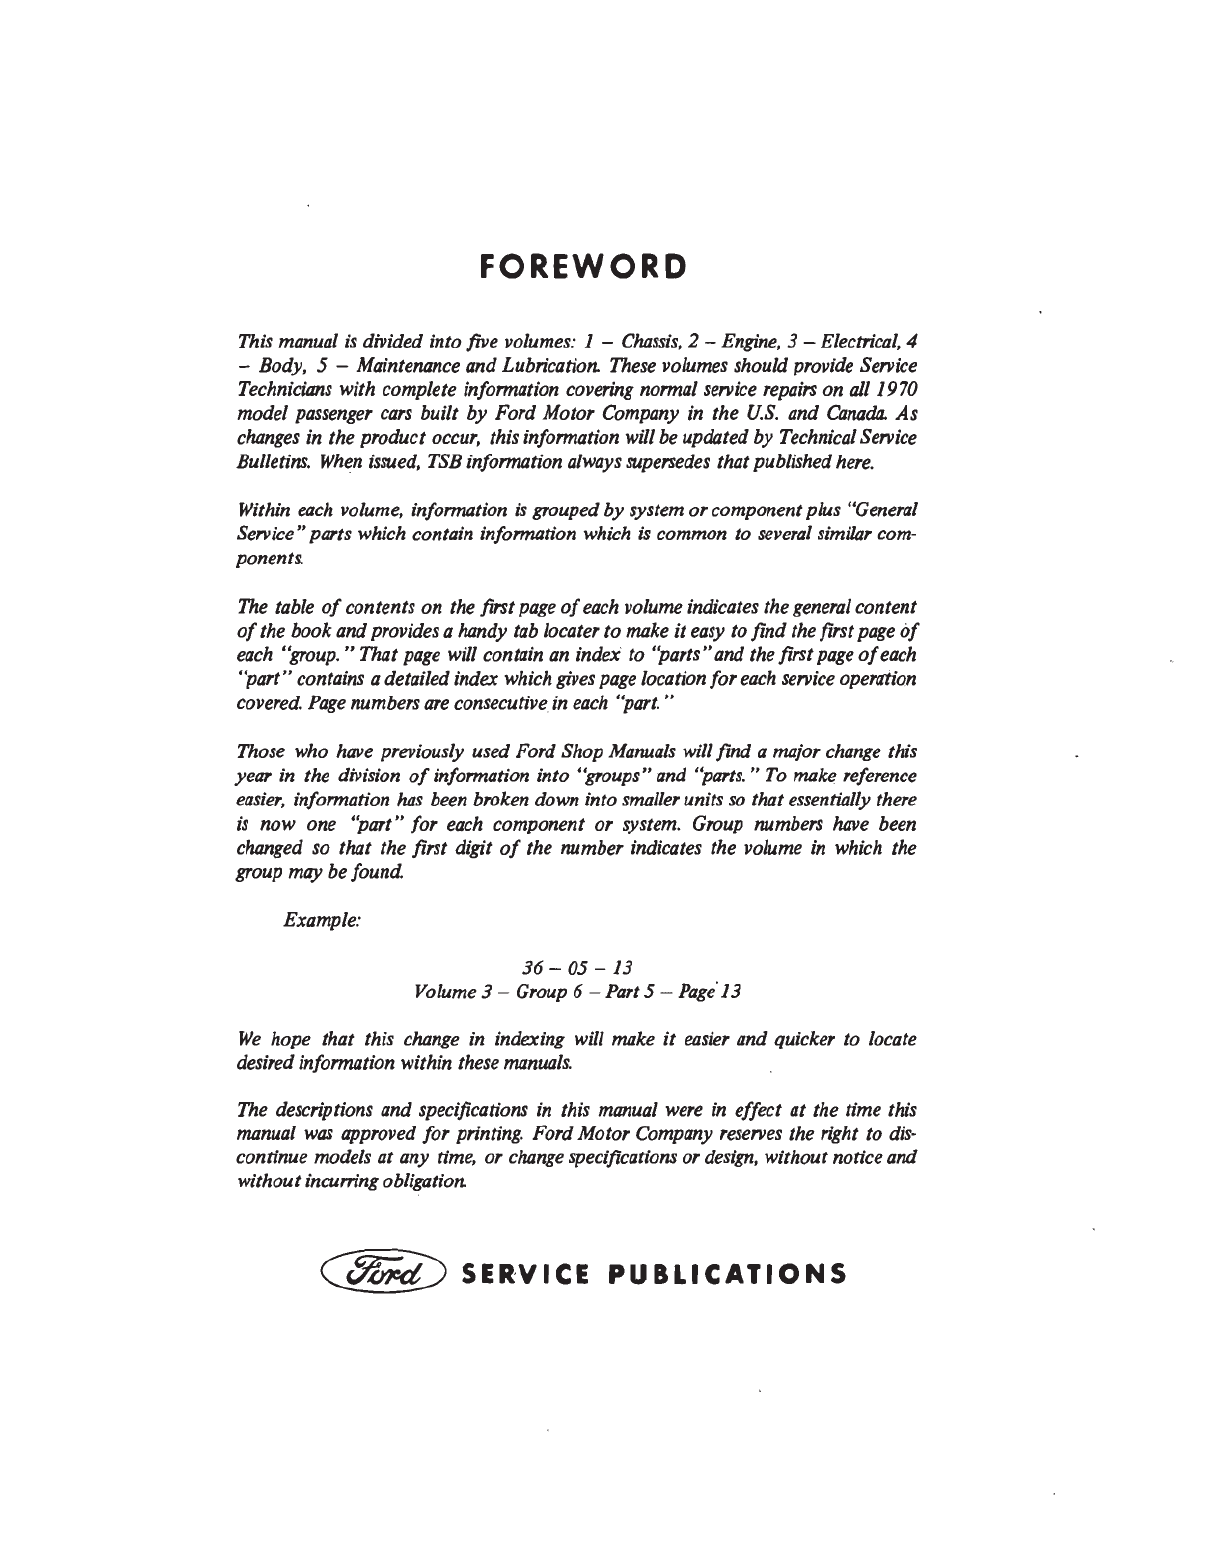 FOREWORD
This manual is divided into five volumes: 1 – Chassis, 2 – Engine, 3 – Electrical, 4
– Body, 5 – Maintenance and Lubrication. These volumes should provide Service
Technicians with complete information covering normal service repairs on all 1970
model passenger cars built by Ford Motor Company in the U.S. and Canada. As
changes in the product occur, this information will be updated by Technical Service
Bulletins. When issued, TSB information always supersedes that published here.
Within each volume, information is grouped by system or component plus "General
Service" parts which contain information which is common to several similar com-
ponents.
The table of contents on the first page of each volume indicates the general content
of the book and provides a handy tab locater to make it easy to find the first page of
each "group." That page will contain an index to "parts" and the first page of each
"part" contains a detailed index which gives page location for each service operation
covered. Page numbers are consecutive in each "part."
Those who have previously used Ford Shop Manuals will find a major change this
year in the division of information into "groups" and "parts." To make reference
easier, information has been broken down into smaller units so that essentially there
is now one "part" for each component or system. Group numbers have been
changed so that the first digit of the number indicates the volume in which the
group may be found.
Example:
36 – 05 – 13
Volume 3 – Group 6 – Part 5 – Page 13
We hope that this change in indexing will make it easier and quicker to locate
desired information within these manuals.
The descriptions and specifications in this manual were in effect at the time this
manual was approved for printing. Ford Motor Company reserves the right to dis-
continue models at any time, or change specifications or design, without notice and
without incurring obligation.
Ford SERVICE PUBLICATIONS